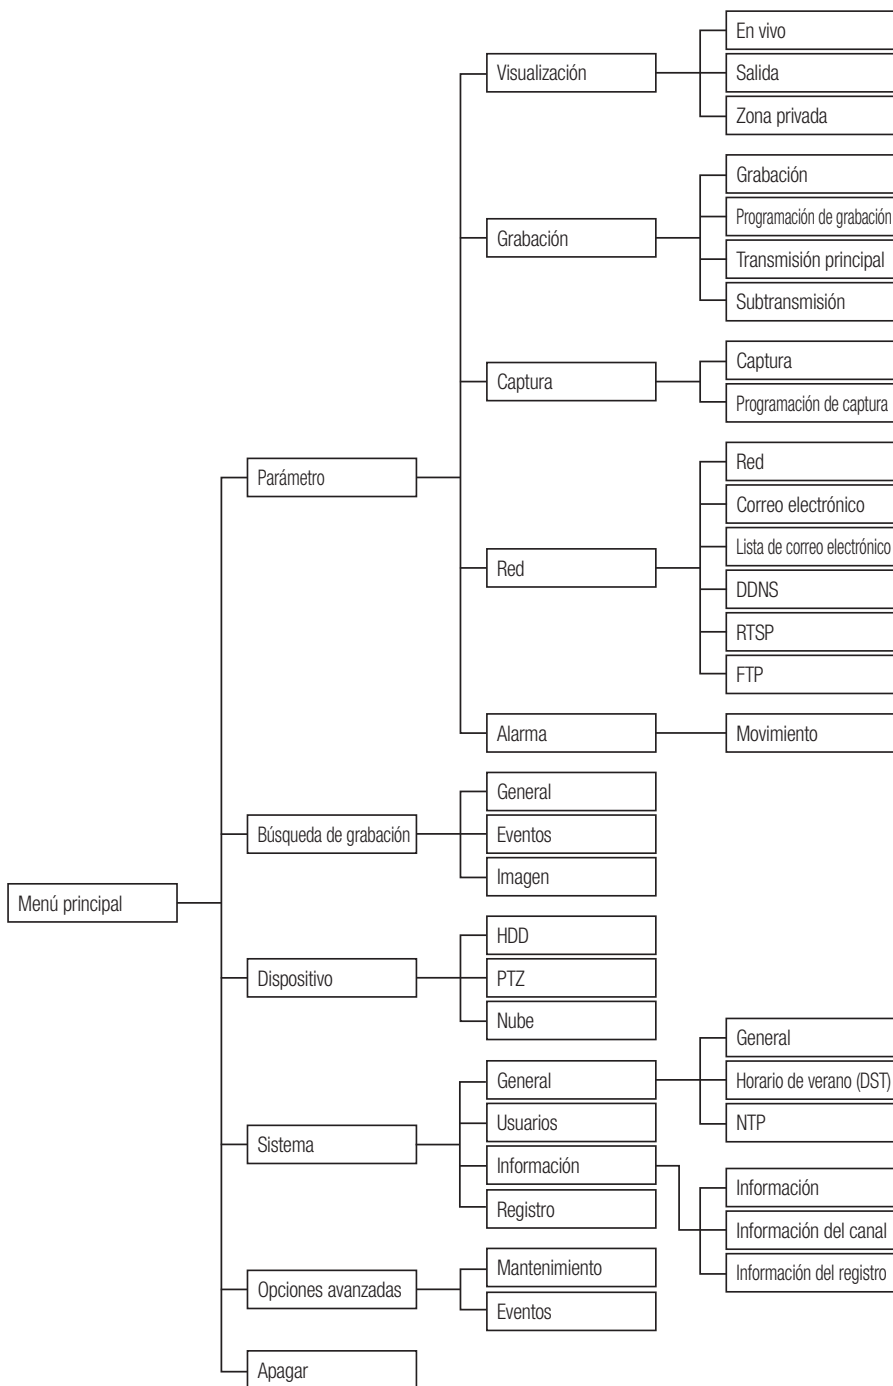 En vivo
Visualización
Salida
Zona privada
Grabación
Programación de grabación
Grabación
Transmisión principal
Subtransmisión
Captura
Captura
Programación de captura
Red
Parámetro
Correo electrónico
Lista de correo electrónico
Red
DDNS
RTSP
FTP
Alarma
Movimiento
General
Búsqueda de grabación
Eventos
Imagen
Menú principal
HDD
Dispositivo
PTZ
Nube
General
General
Horario de verano (DST)
Usuarios
NTP
Sistema
Información
Información
Registro
Información del canal
Mantenimiento
Información del registro
Opciones avanzadas
Eventos
Apagar